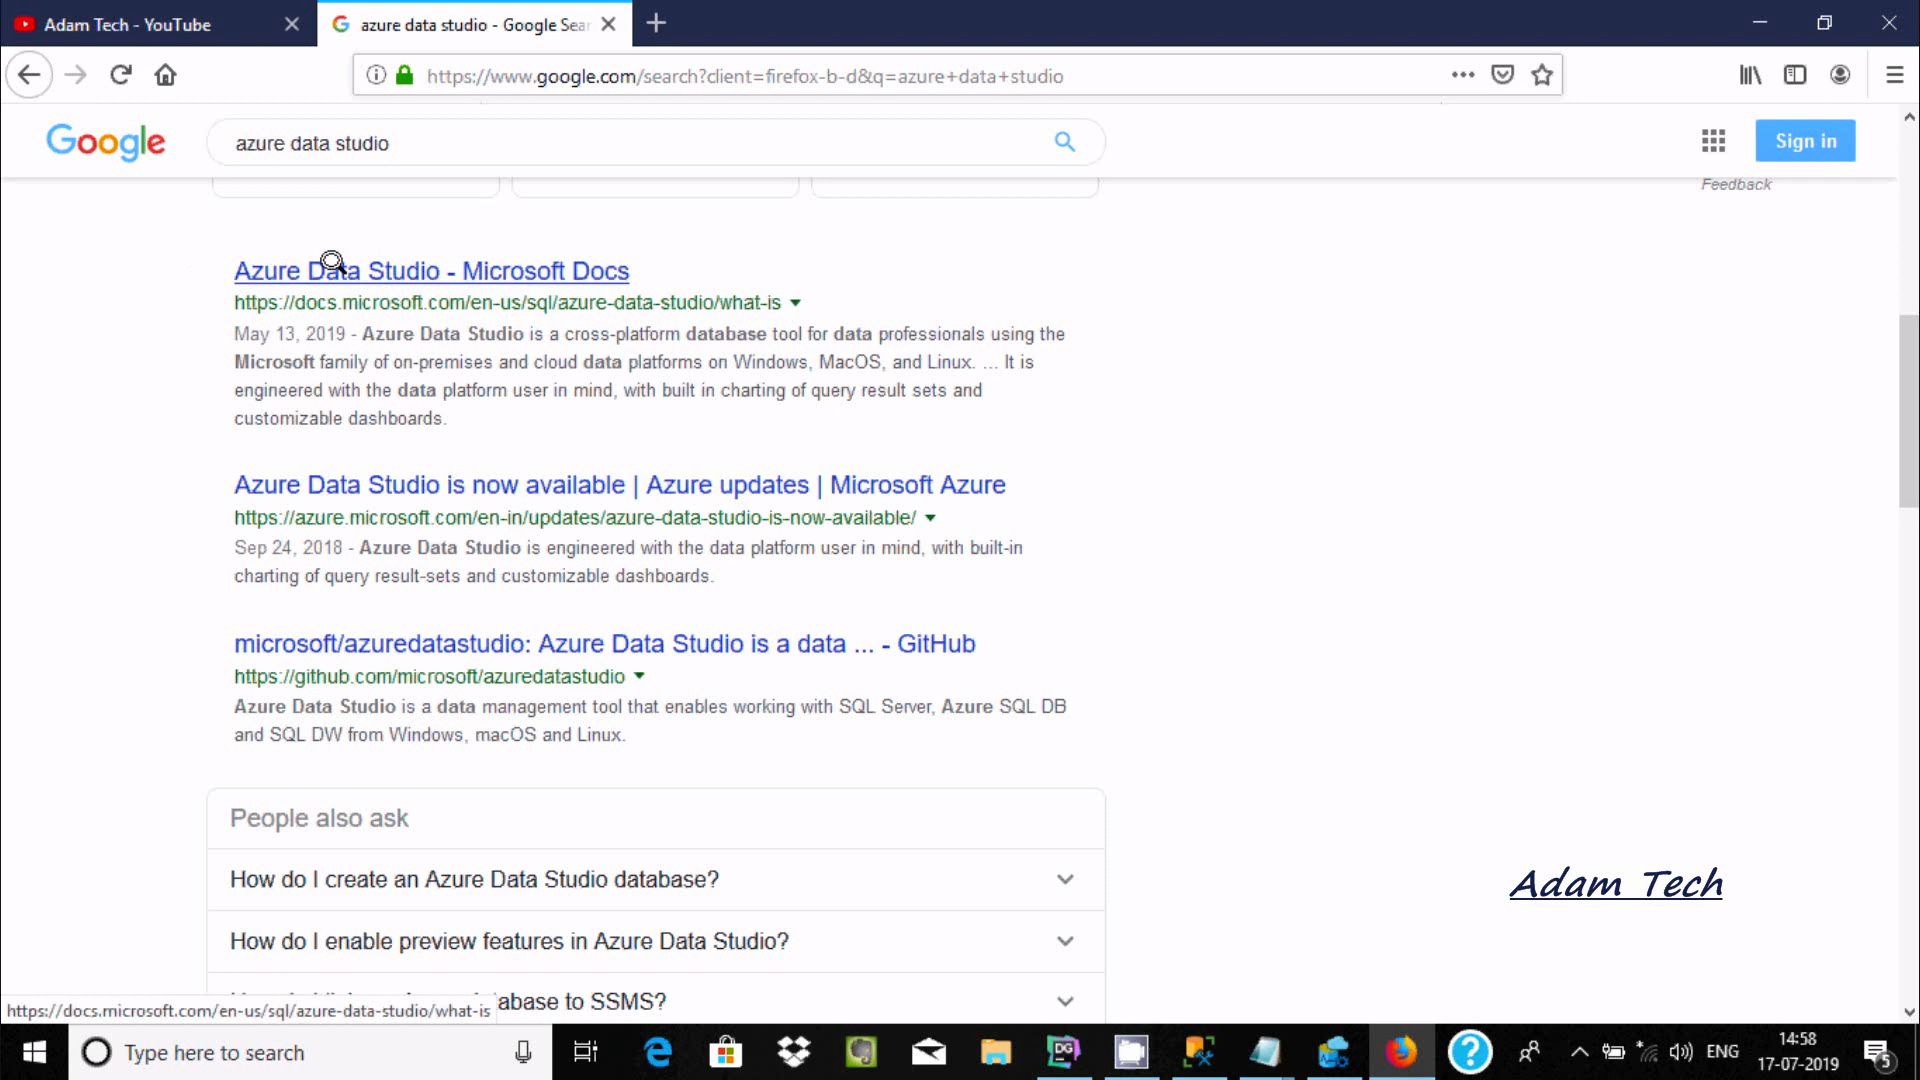 Adam Tech - YouTube
azure data studio - Google Sear
https://www.google.com/search?client=firefox-b-d&q=azure+data+studio
Google
azure data studio
Sign in
Feedback
Azure Data Studio - Microsoft Docs
https://docs.microsoft.com/en-us/sql/azure-data-studio/what-is
May 13, 2019 - Azure Data Studio is a cross-platform database tool for data professionals using the
Microsoft family of on-premises and cloud data platforms on Windows, MacOS, and Linux. ... It is
engineered with the data platform user in mind, with built in charting of query result sets and
customizable dashboards.
Azure Data Studio is now available | Azure updates | Microsoft Azure
https://azure.microsoft.com/en-in/updates/azure-data-studio-is-now-available/
Sep 24, 2018 - Azure Data Studio is engineered with the data platform user in mind, with built-in
charting of query result-sets and customizable dashboards.
microsoft/azuredatastudio: Azure Data Studio is a data ... - GitHub
https://github.com/microsoft/azuredatastudio
Azure Data Studio is a data management tool that enables working with SQL Server, Azure SQL DB
and SQL DW from Windows, macOS and Linux.
People also ask
How do I create an Azure Data Studio database?
Adam Tech
How do I enable preview features in Azure Data Studio?
abase to SSMS?
https://docs.microsoft.com/en-us/sql/azure-data-studio/what-is
Type here to search
DG
ENG
14:58
17-07-2019
5